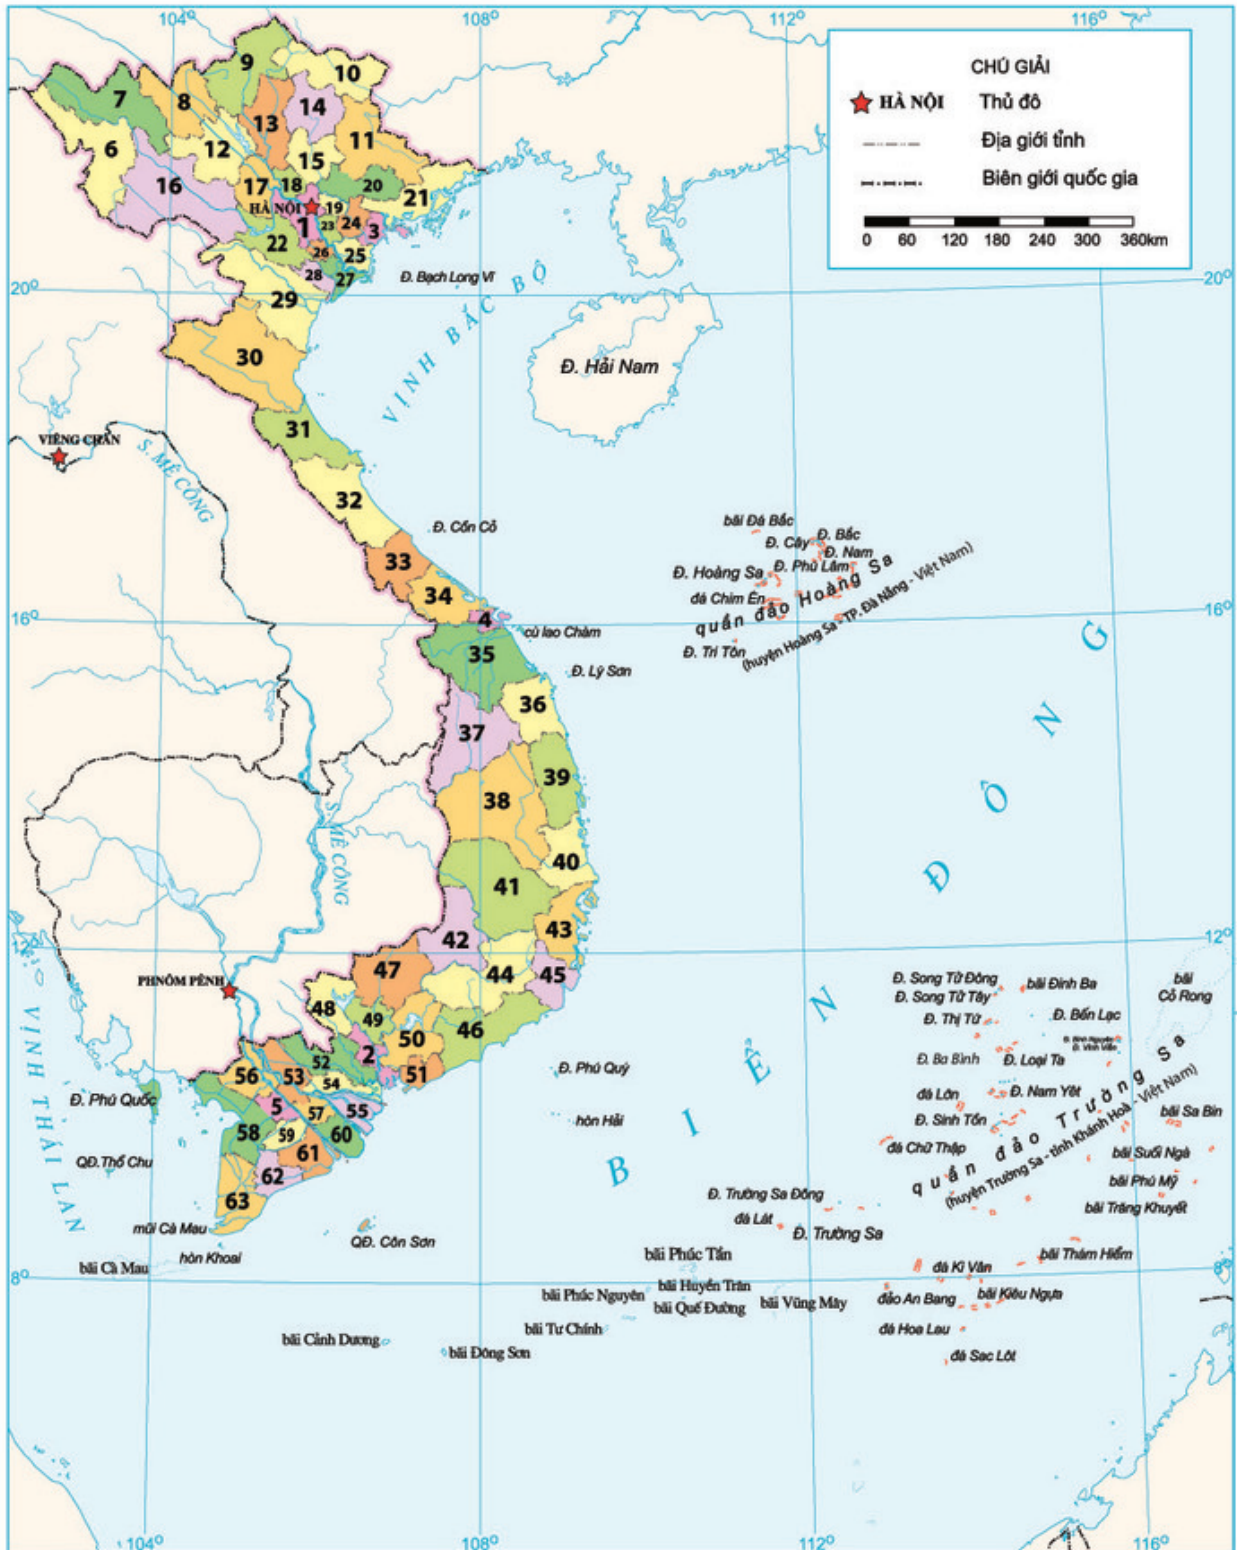 104° 108° 112° 116°
CHÚ GIẢI
HÀ NỘI Thủ đô
Địa giới tỉnh
Biên giới quốc gia
0 60 120 180 240 300 360km
9
10
7
8
14
13
11
6
12
15
16
17
18
20
21
HÀ NỘI
19
1
23
24
3
22
26
25
28
27
Đ. Bạch Long Vĩ
20° 20°
29
VỊNH BẮC BỘ
30
Đ. Hải Nam
31
VIÊNG CHĂN
S. MÊ CÔNG
32
Đ. Cồn Cỏ
bãi Đá Bắc
Đ. Bắc
Đ. Cây
Đ. Nam
33
Đ. Phú Lâm
Đ. Hoàng Sa
34
đá Chim Én
quần đảo Hoàng Sa
(huyện Hoàng Sa - TP. Đà Nẵng - Việt Nam)
16° 16°
4
cù lao Chàm
35
Đ. Tri Tôn
Đ. Lý Sơn
36
37
39
38
S. MÊ CÔNG
40
41
43
42
12° 12°
47
44
45
PHNÔM PÊNH
48
49
46
50
2
52
51
56
53
54
5
57
55
58
59
60
61
62
63
BIỂN ĐÔNG
VỊNH THÁI LAN
Đ. Song Tử Đông
bãi Đinh Ba
bãi
Cỏ Rong
Đ. Song Tử Tây
Đ. Thị Tứ
Đ. Bến Lạc
Đ. Bình Nguyên
Đ. Vĩnh Viễn
Đ. Ba Bình
Đ. Loại Ta
Đ. Phú Quý
đá Lớn
Đ. Nam Yết
Đ. Phú Quốc
hòn Hải
Đ. Sinh Tồn
bãi Sa Bin
quần đảo Trường Sa
(huyện Trường Sa - tỉnh Khánh Hoà - Việt Nam)
đá Chữ Thập
bãi Suối Ngà
QĐ.Thổ Chu
bãi Phù Mỹ
Đ. Trường Sa Đông
bãi Trăng Khuyết
đá Lát
Đ. Trường Sa
mũi Cà Mau
QĐ. Côn Sơn
hòn Khoai
bãi Phúc Tần
bãi Thám Hiểm
bãi Cà Mau
đá Kì Vân
8° 8°
bãi Huyền Trân
bãi Phúc Nguyên
bãi Quế Đường
bãi Vũng Mây
đảo An Bang
bãi Kiêu Ngựa
bãi Tư Chính
đá Hoa Lau
bãi Cảnh Dương
bãi Đông Sơn
đá Sac Lôt
104° 108° 112° 116°